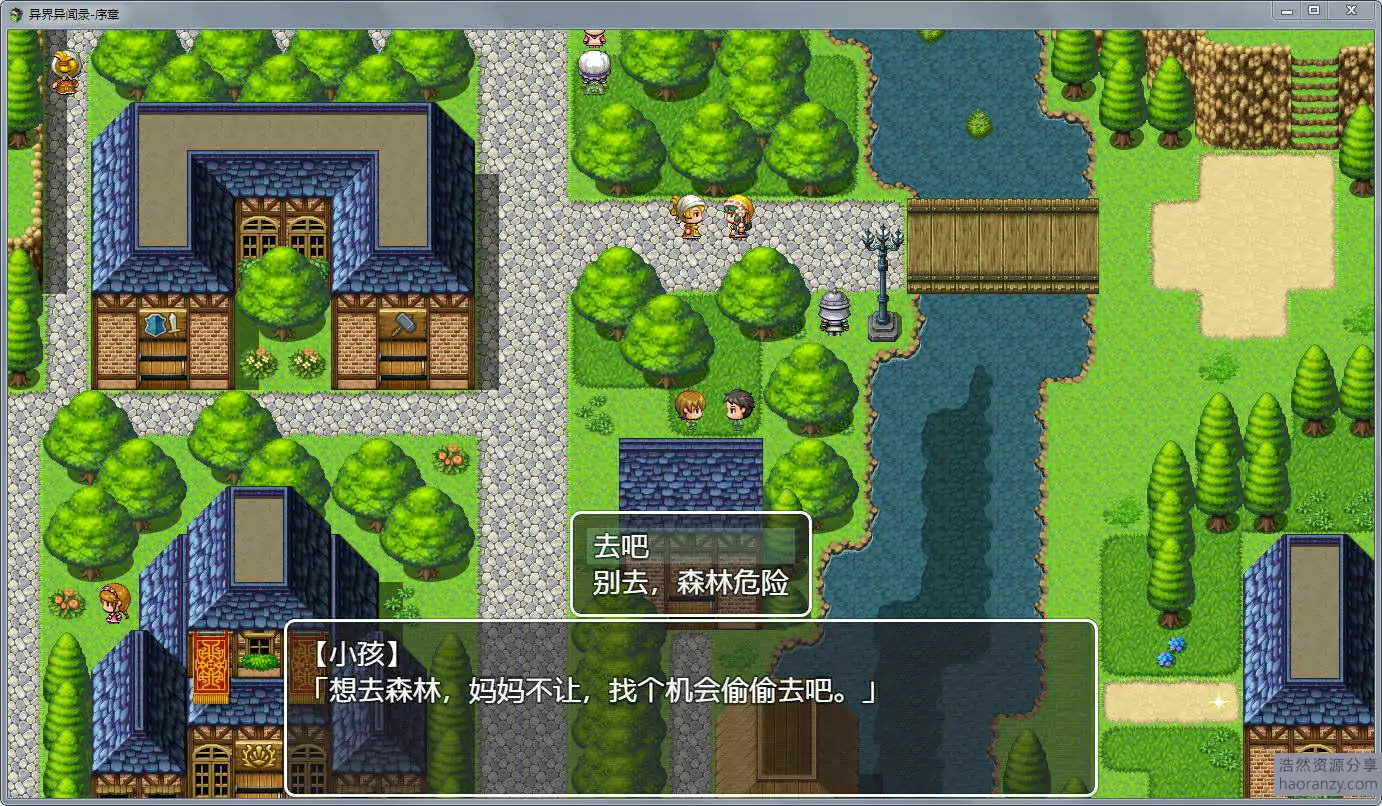 异界异闻录-序章
去吧
别去，森林危险
【小孩】
「想去森林，妈妈不让，找个机会偷偷去吧。」
浩然资源分享
haoranzy.com